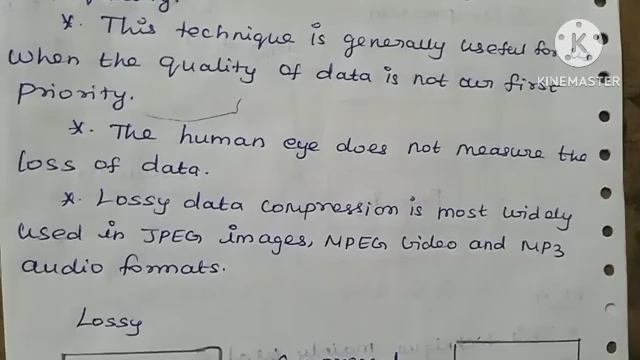 *. This technique is generally useful for us
when the quality of data is not our first
priority.
*. The human eye does not measure the
loss of data.
*. Lossy data compression is most widely
used in JPEG images, MPEG video and MP3
audio formats.
Lossy
KINEMASTER